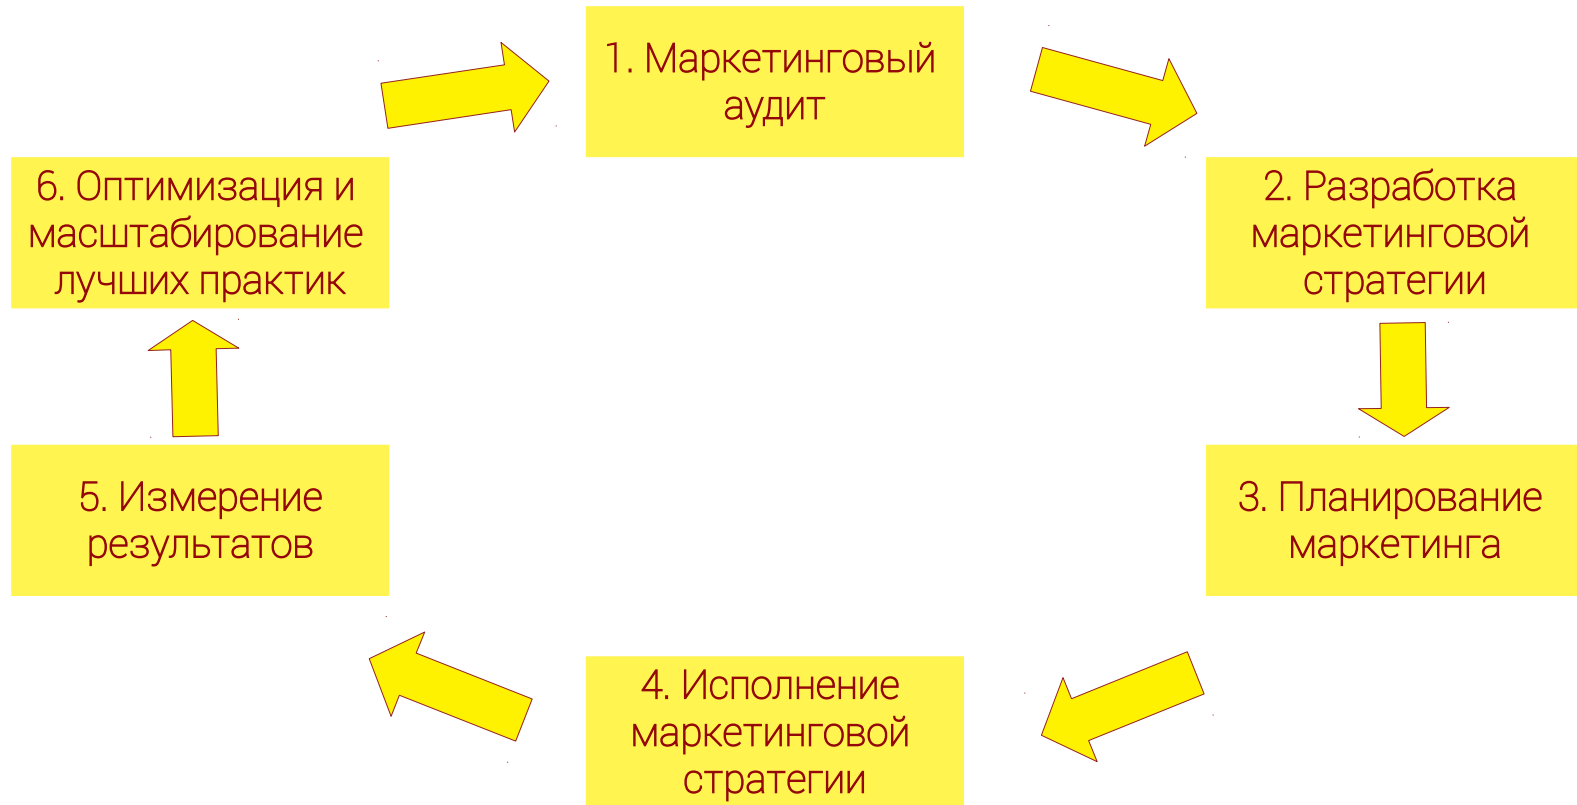 1. Маркетинговый
аудит
2. Разработка
маркетинговой
стратегии
3. Планирование
маркетинга
4. Исполнение
маркетинговой
стратегии
5. Измерение
результатов
6. Оптимизация и
масштабирование
лучших практик